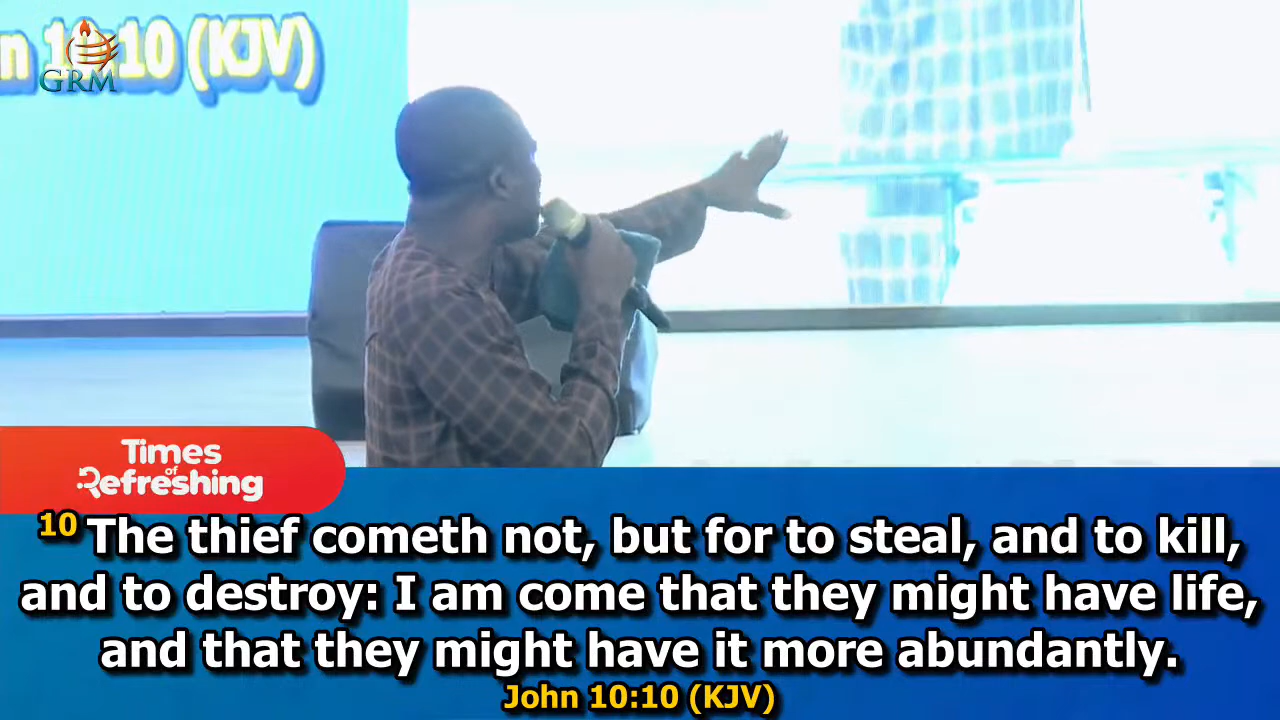 n 10:10 (KJV)
GRM
Times
of
Refreshing
10 The thief cometh not, but for to steal, and to kill,
and to destroy: I am come that they might have life,
and that they might have it more abundantly.
John 10:10 (KJV)